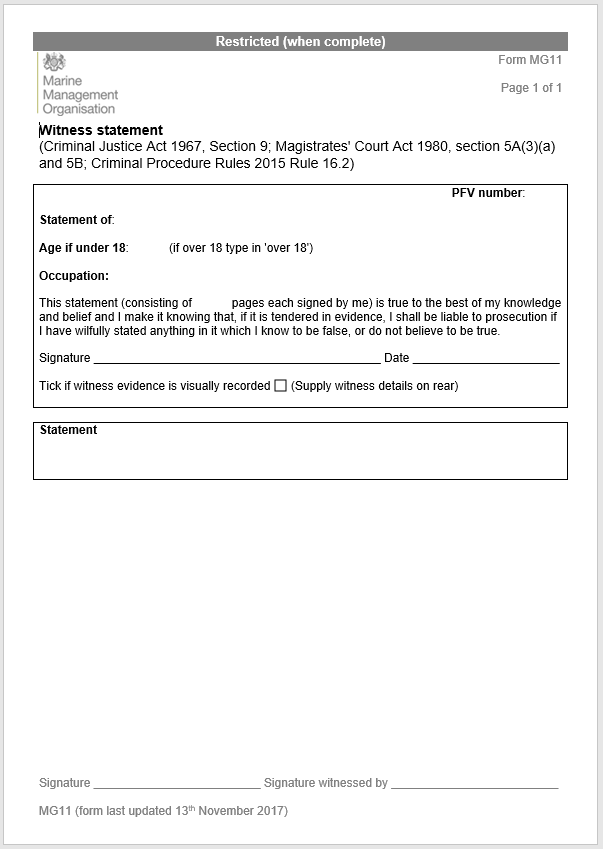 Restricted (when complete)
Form MG11
Marine
Management
Organisation
Page 1 of 1
Witness statement
(Criminal Justice Act 1967, Section 9; Magistrates' Court Act 1980, section 5A(3)(a)
and 5B; Criminal Procedure Rules 2015 Rule 16.2)
PFV number:
Statement of:
Age if under 18: (if over 18 type in 'over 18')
Occupation:
This statement (consisting of pages each signed by me) is true to the best of my knowledge
and belief and I make it knowing that, if it is tendered in evidence, I shall be liable to prosecution if
I have wilfully stated anything in it which I know to be false, or do not believe to be true.
Signature ___________________________________________ Date ______________________
Tick if witness evidence is visually recorded ☐ (Supply witness details on rear)
Statement
Signature _________________________ Signature witnessed by _________________________
MG11 (form last updated 13th November 2017)